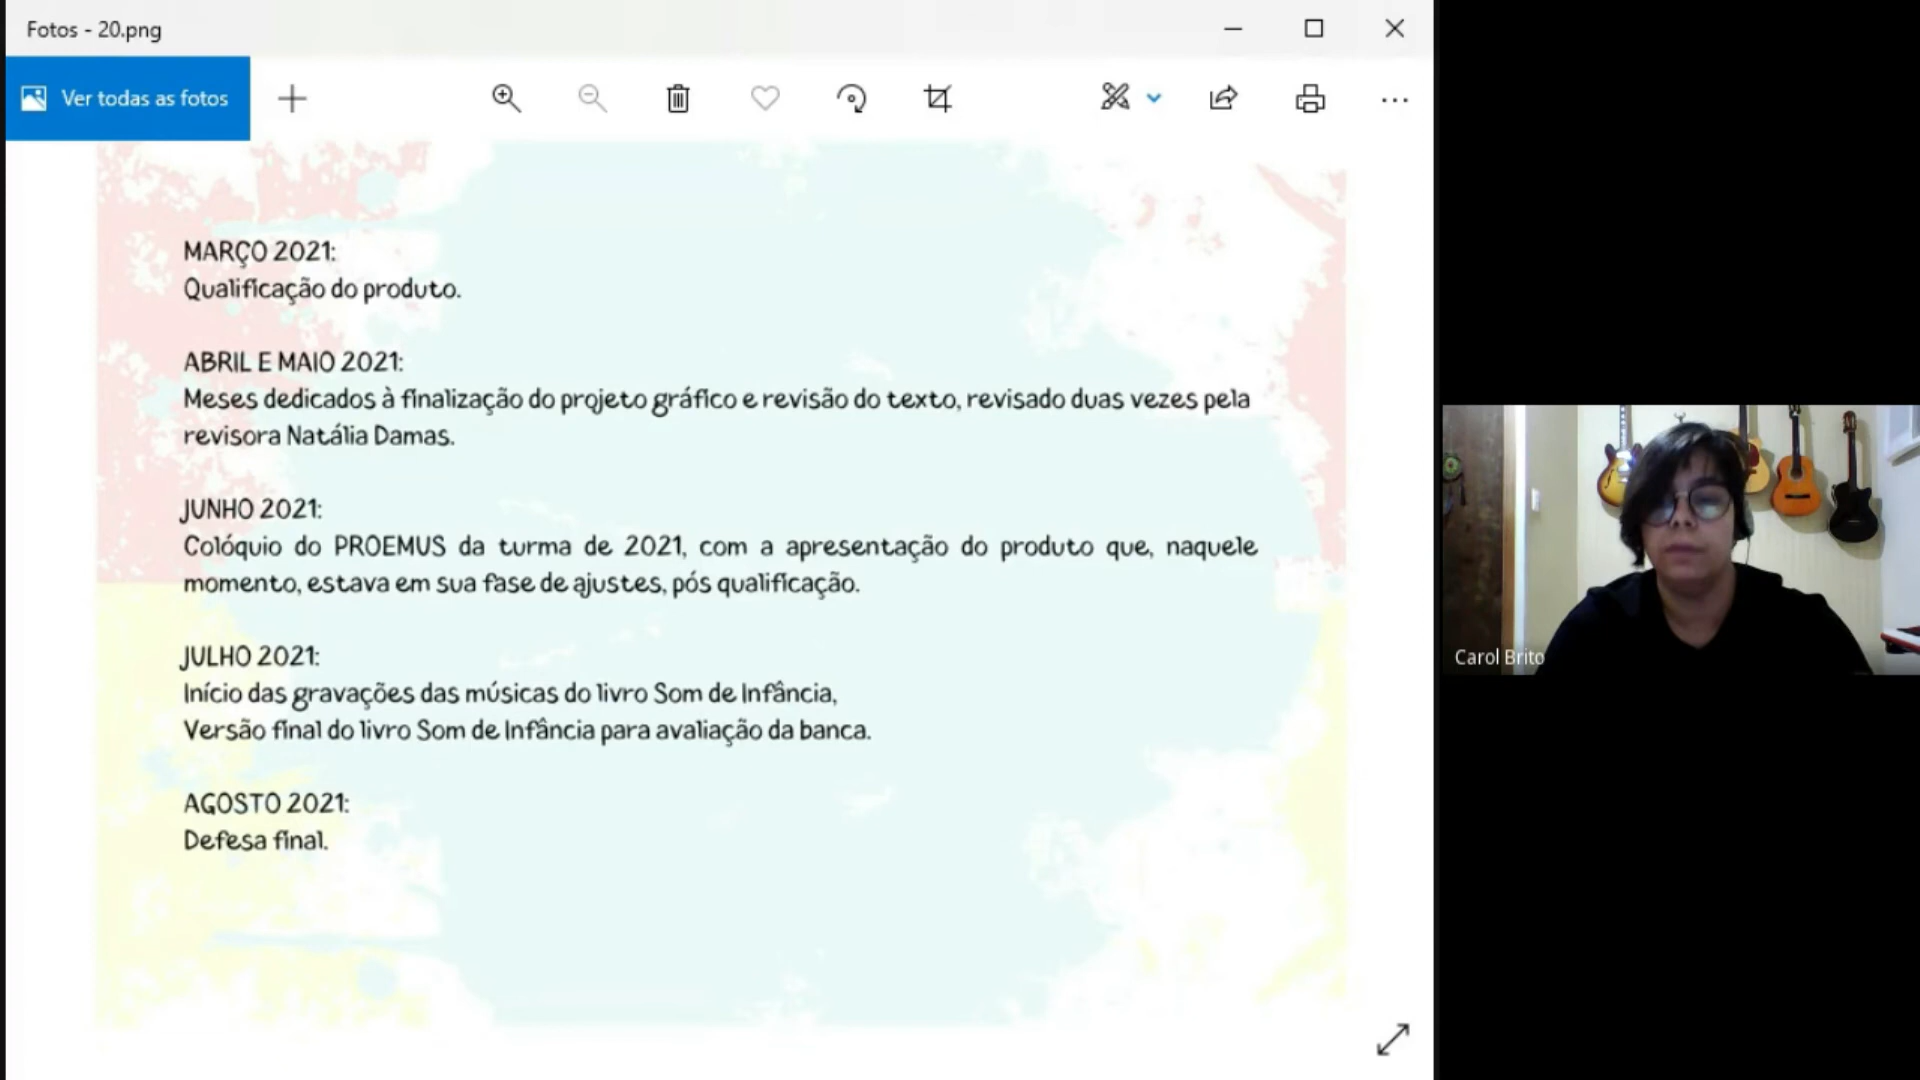 Fotos - 20.png
Ver todas as fotos
MARÇO 2021:
Qualificação do produto.
ABRIL E MAIO 2021:
Meses dedicados à finalização do projeto gráfico e revisão do texto, revisado duas vezes pela
revisora Natália Damas.
JUNHO 2021:
Colóquio do PROEMUS da turma de 2021, com a apresentação do produto que, naquele
momento, estava em sua fase de ajustes, pós qualificação.
JULHO 2021:
Início das gravações das músicas do livro Som de Infância,
Versão final do livro Som de Infância para avaliação da banca.
AGOSTO 2021:
Defesa final.
Carol Brito